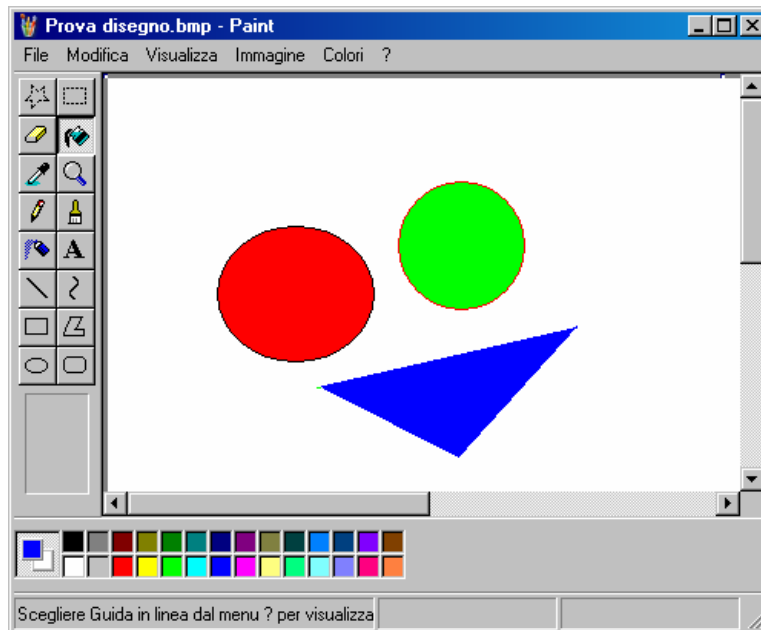 Prova disegno.bmp - Paint
File Modifica Visualizza Immagine Colori ?
A
Scegliere Guida in linea dal menu ? per visualizza